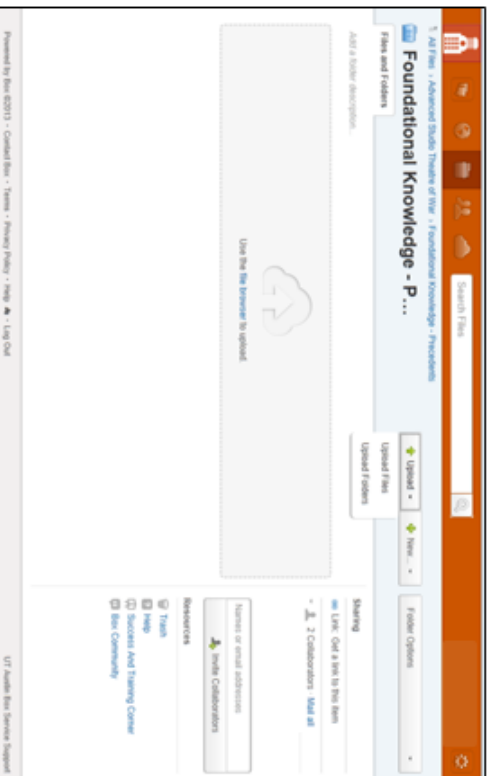 Search Files
All Files › Advanced Studio Theatre of War › Foundational Knowledge - Precedents
Foundational Knowledge - P...
Upload
New...
Folder Options
Upload Files
Upload Folders
Files and Folders
Add a folder description...
Use the file browser to upload.
Sharing
Link Get a link to this item
2 Collaborators · Mail all
Names or email addresses
Invite Collaborators
Resources
Trash
Help
Success And Training Corner
Box Community
Powered by Box ©2013 · Contact Box · Terms · Privacy Policy · Help · Log Out
UT Austin Box Service Support